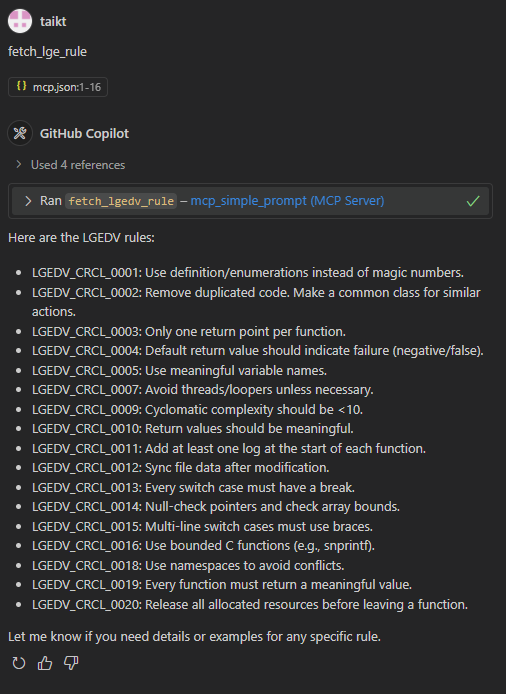 taikt
fetch_lge_rule
{} mcp.json:1-16
GitHub Copilot
> Used 4 references
> Ran fetch_lgedv_rule – mcp_simple_prompt (MCP Server)
Here are the LGEDV rules:
• LGEDV_CRCL_0001: Use definition/enumerations instead of magic numbers.
• LGEDV_CRCL_0002: Remove duplicated code. Make a common class for similar
actions.
• LGEDV_CRCL_0003: Only one return point per function.
• LGEDV_CRCL_0004: Default return value should indicate failure (negative/false).
• LGEDV_CRCL_0005: Use meaningful variable names.
• LGEDV_CRCL_0007: Avoid threads/loopers unless necessary.
• LGEDV_CRCL_0009: Cyclomatic complexity should be <10.
• LGEDV_CRCL_0010: Return values should be meaningful.
• LGEDV_CRCL_0011: Add at least one log at the start of each function.
• LGEDV_CRCL_0012: Sync file data after modification.
• LGEDV_CRCL_0013: Every switch case must have a break.
• LGEDV_CRCL_0014: Null-check pointers and check array bounds.
• LGEDV_CRCL_0015: Multi-line switch cases must use braces.
• LGEDV_CRCL_0016: Use bounded C functions (e.g., snprintf).
• LGEDV_CRCL_0018: Use namespaces to avoid conflicts.
• LGEDV_CRCL_0019: Every function must return a meaningful value.
• LGEDV_CRCL_0020: Release all allocated resources before leaving a function.
Let me know if you need details or examples for any specific rule.